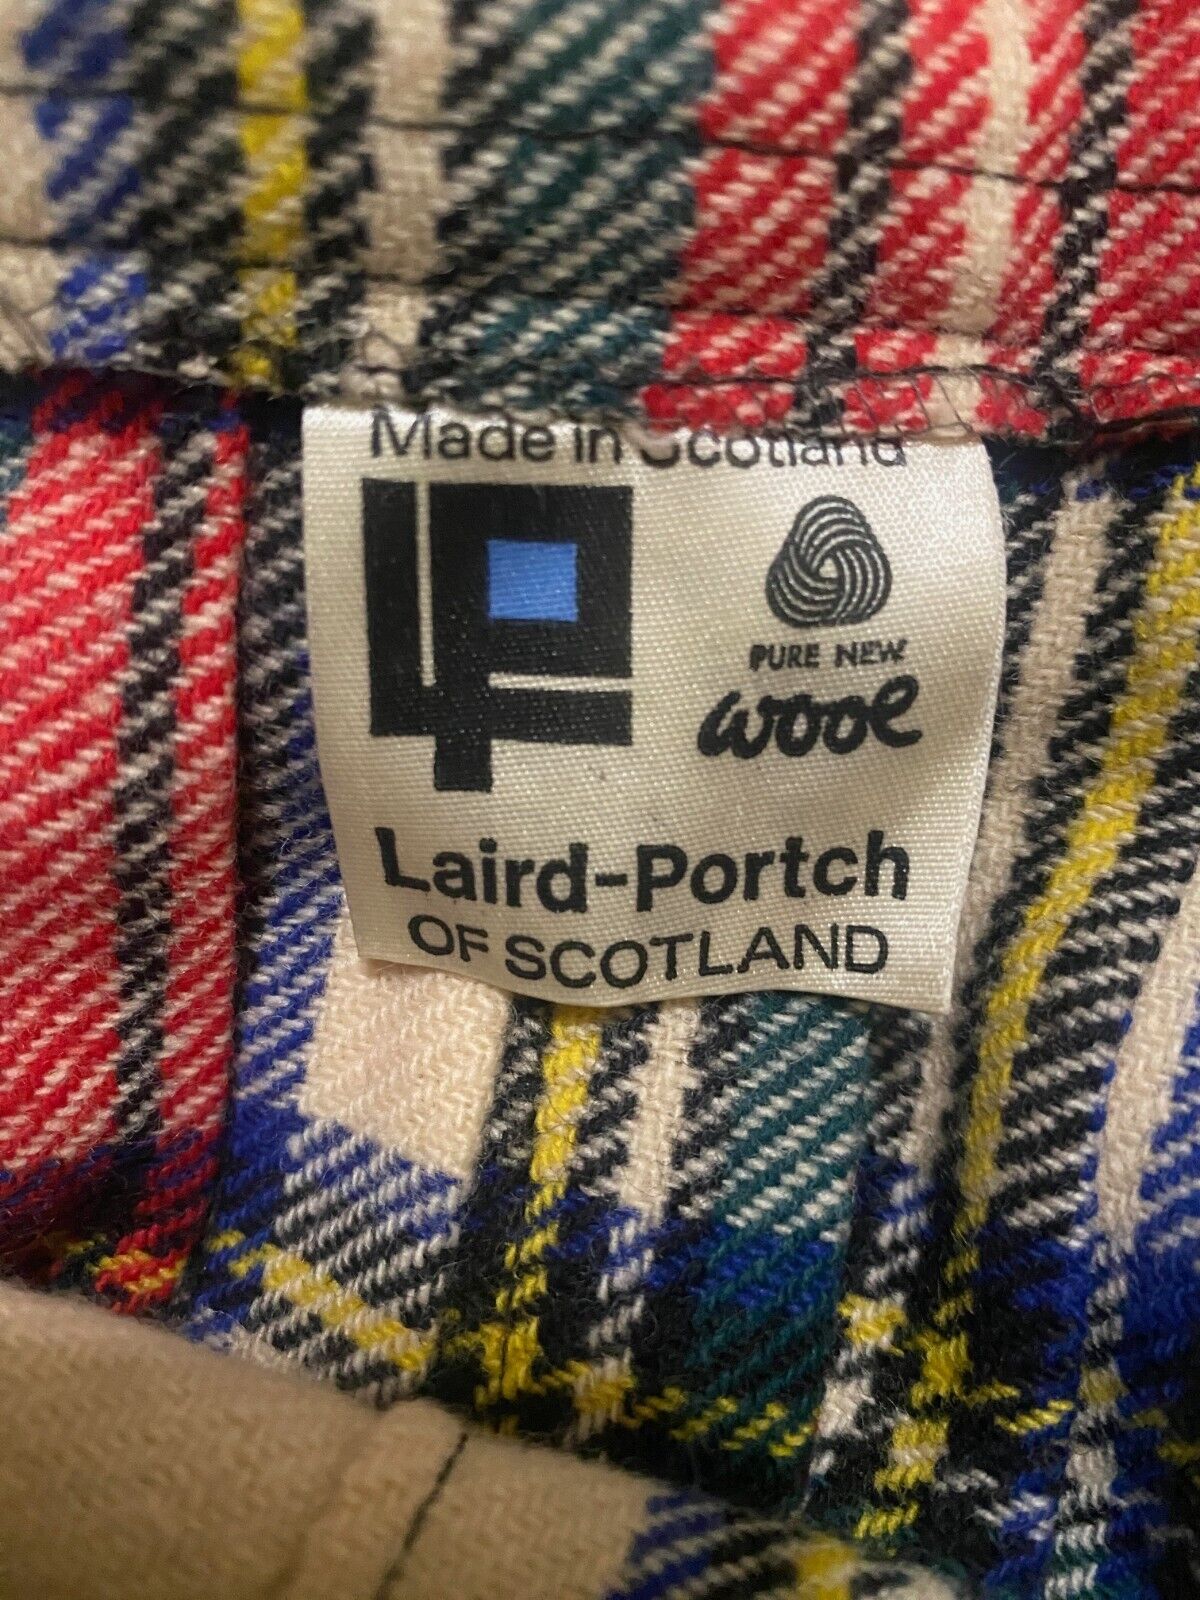 Made in Scotland
PURE NEW
wool
Laird-Portch
OF SCOTLAND